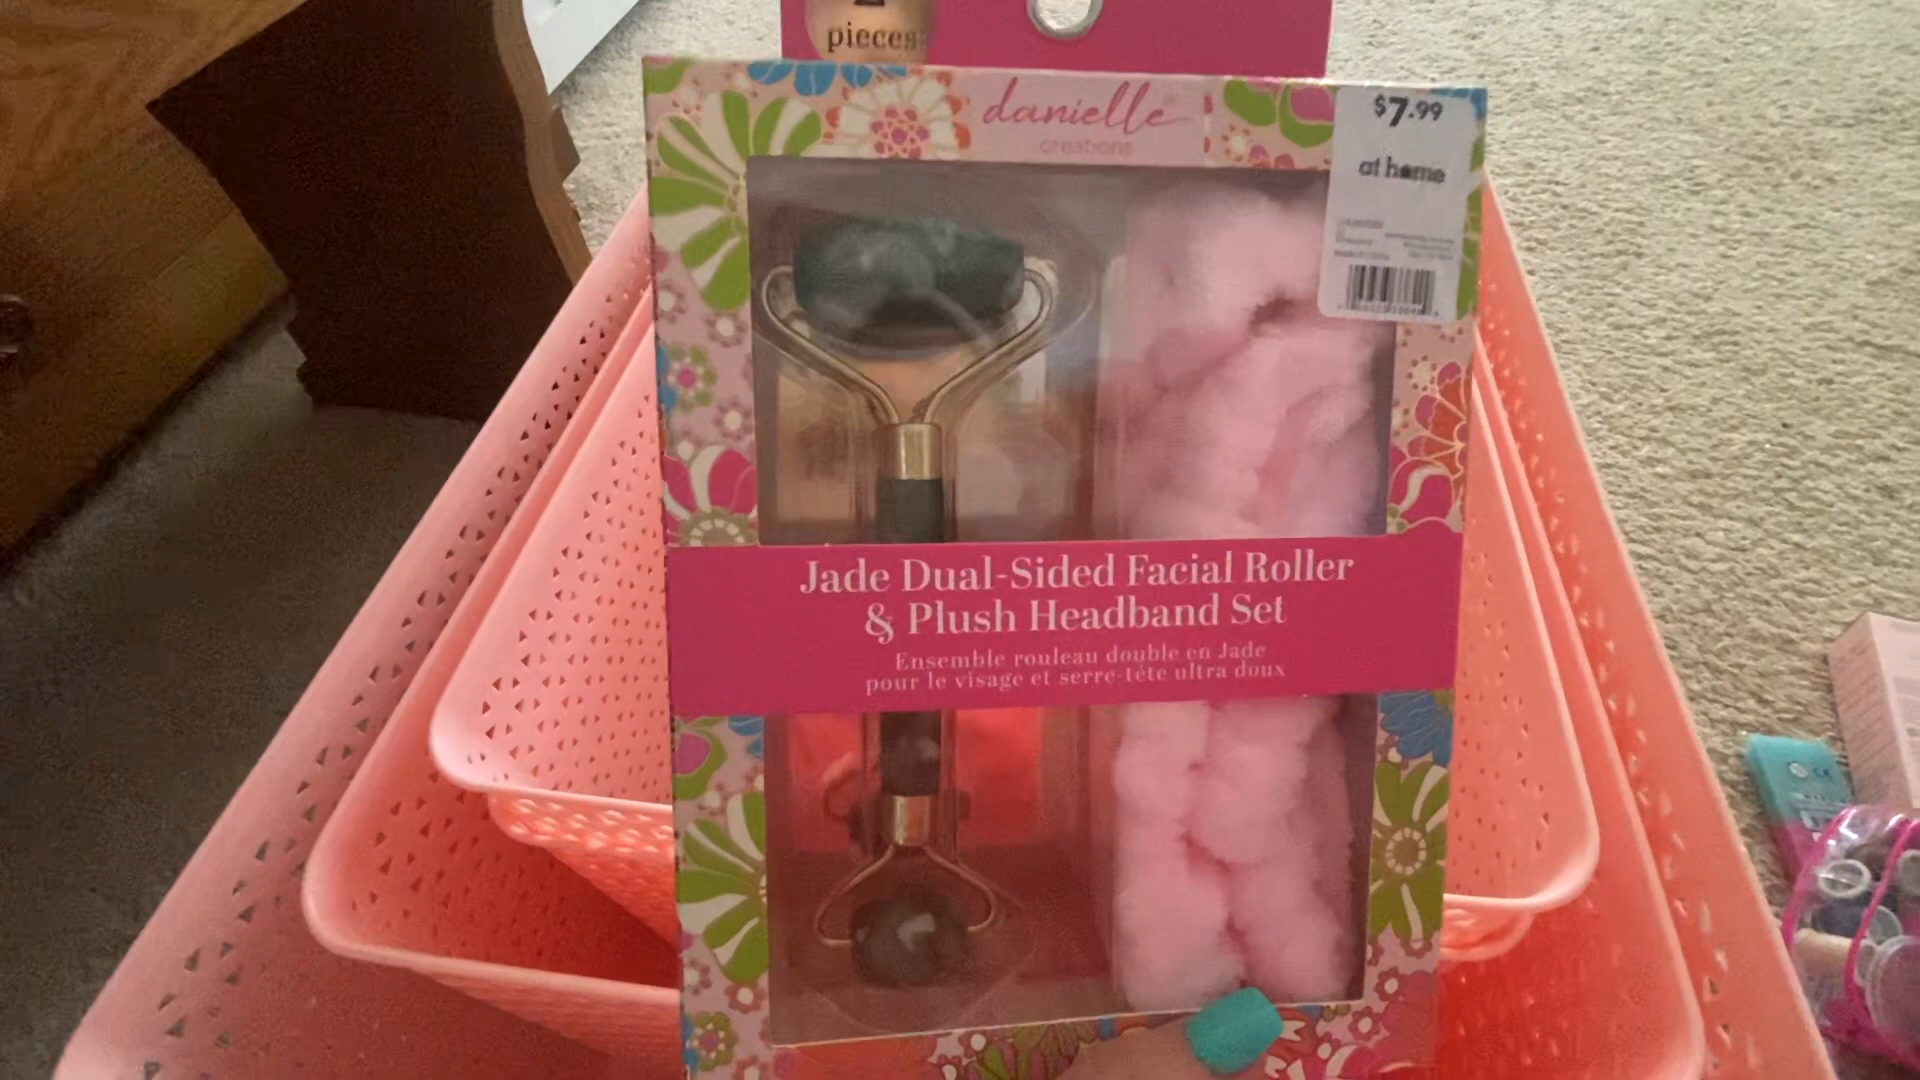 pieces
danielle
creations
$7.99
at home
Jade Dual-Sided Facial Roller
& Plush Headband Set
Ensemble rouleau double en Jade
pour le visage et serre-tête ultra doux